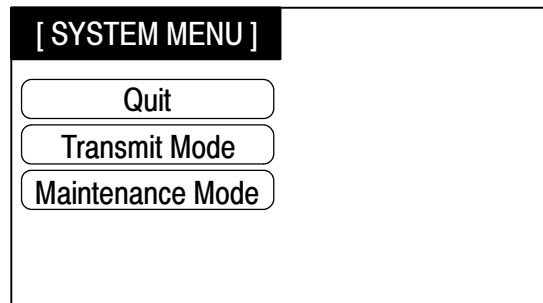 [ SYSTEM MENU ]
Quit
Transmit Mode
Maintenance Mode